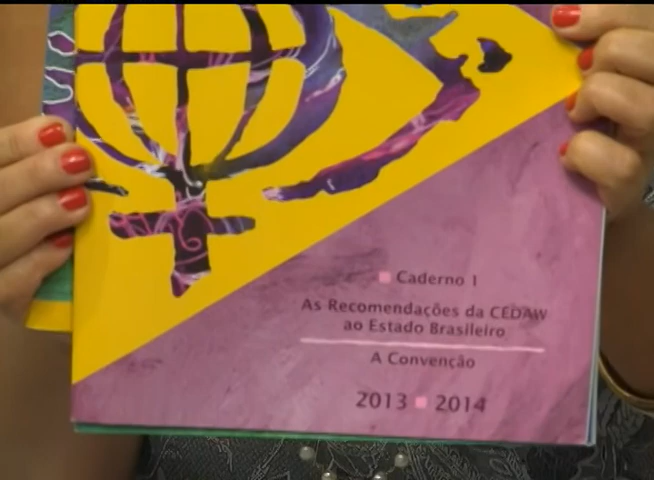 Caderno 1
As Recomendações da CEDAW
ao Estado Brasileiro
A Convenção
2013 2014